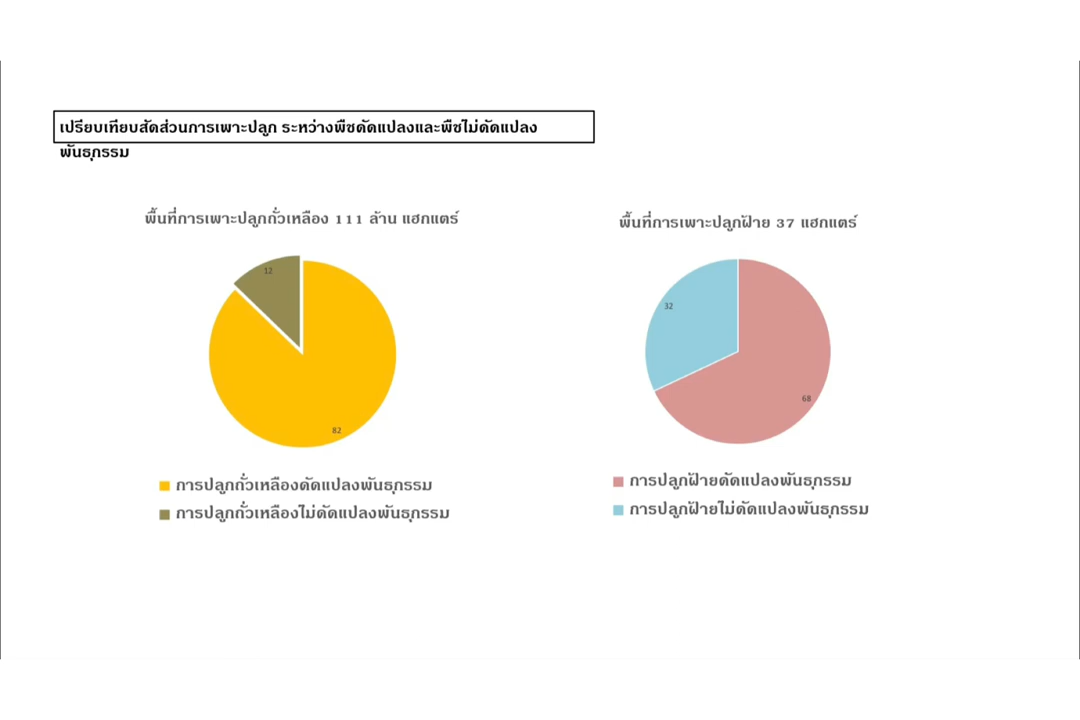 เปรียบเทียบสัดส่วนการเพาะปลูก ระหว่างพืชดัดแปลงและพืชไม่ดัดแปลง
พันธุกรรม
พื้นที่การเพาะปลูกถั่วเหลือง 111 ล้าน แฮกแตร์
12
82
การปลูกถั่วเหลืองดัดแปลงพันธุกรรม
การปลูกถั่วเหลืองไม่ดัดแปลงพันธุกรรม
พื้นที่การเพาะปลูกฝ้าย 37 แฮกแตร์
32
68
การปลูกฝ้ายดัดแปลงพันธุกรรม
การปลูกฝ้ายไม่ดัดแปลงพันธุกรรม